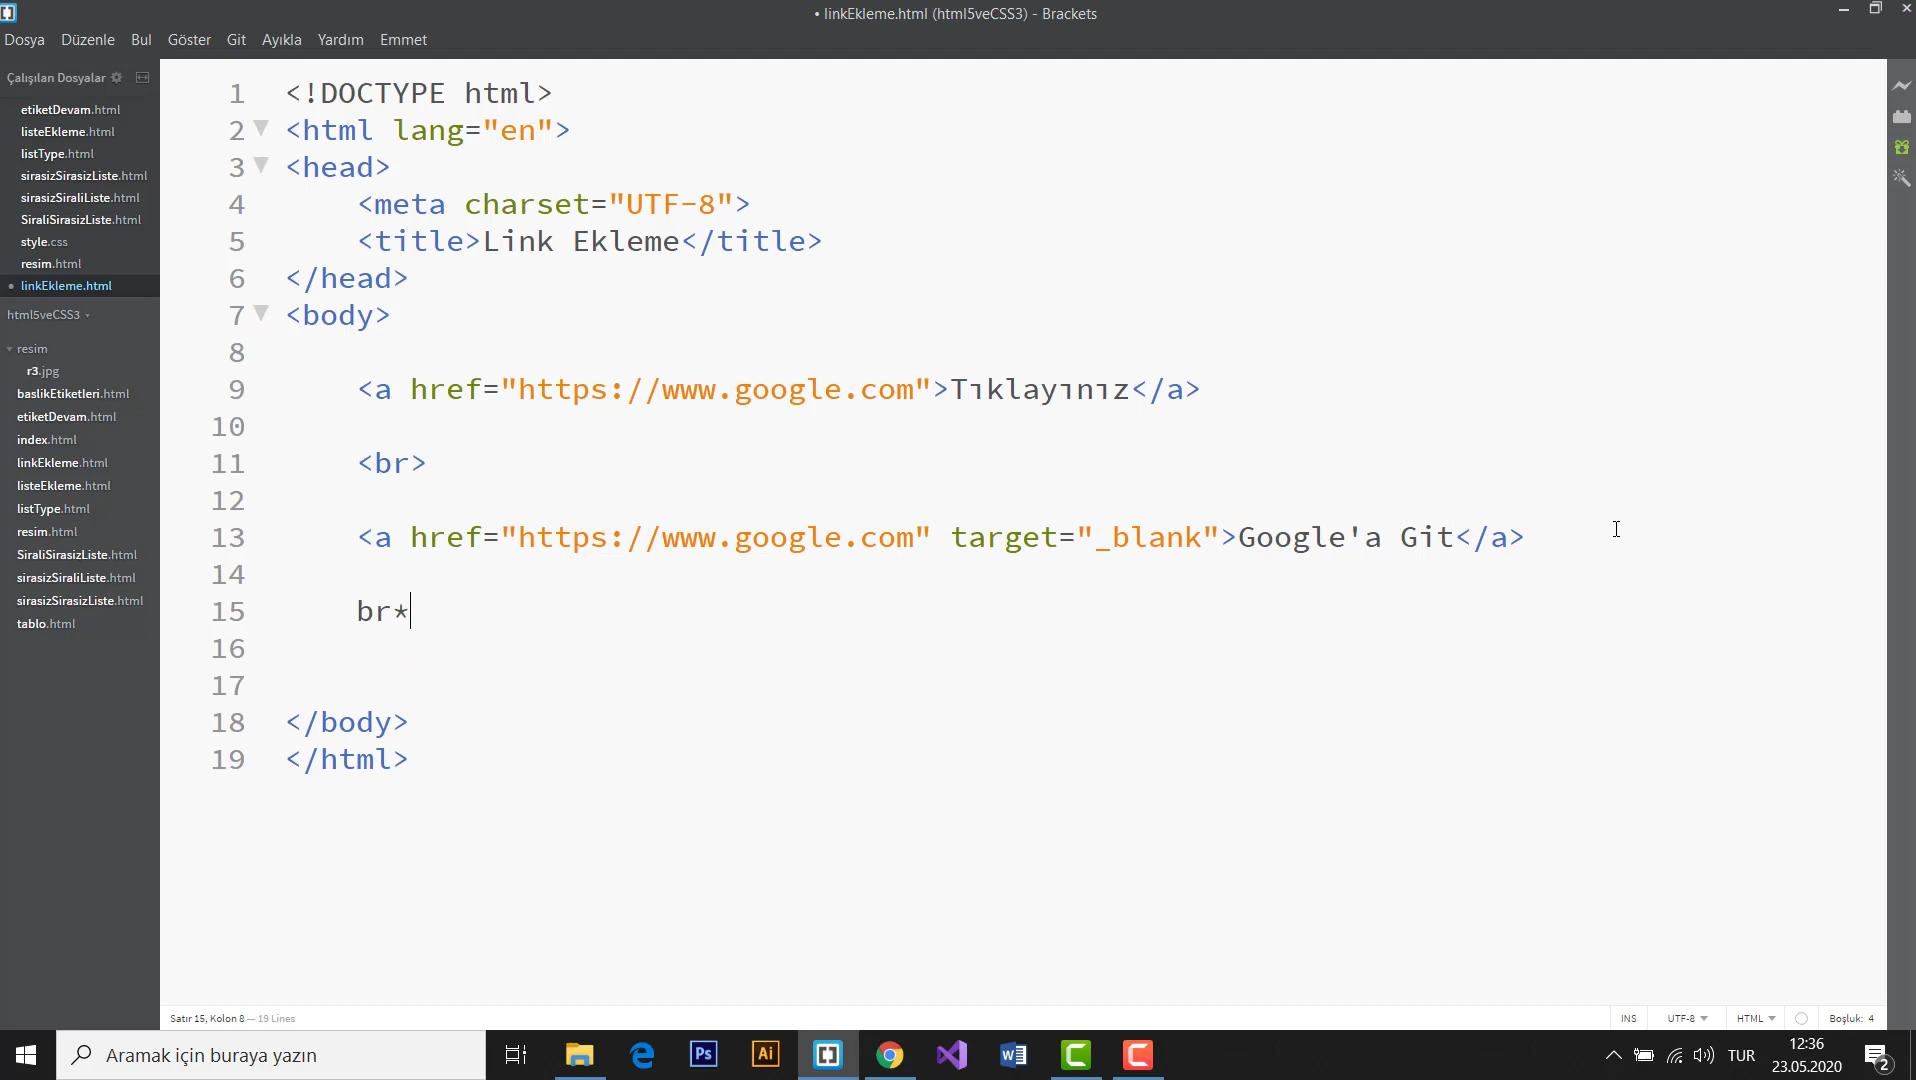 • linkEkleme.html (html5veCSS3) - Brackets
Dosya Düzenle Bul Göster Git Ayıkla Yardım Emmet
Çalışılan Dosyalar
etiketDevam.html
listeEkleme.html
listType.html
sirasizSirasizListe.html
sirasizSiraliListe.html
SiraliSirasizListe.html
style.css
resim.html
• linkEkleme.html
html5veCSS3
resim
r3.jpg
baslikEtiketleri.html
etiketDevam.html
index.html
linkEkleme.html
listeEkleme.html
listType.html
resim.html
SiraliSirasizListe.html
sirasizSiraliListe.html
sirasizSirasizListe.html
tablo.html
1 <!DOCTYPE html>
2 <html lang="en">
3 <head>
4 <meta charset="UTF-8">
5 <title>Link Ekleme</title>
6 </head>
7 <body>
8
9 <a href="https://www.google.com">Tıklayınız</a>
10
11 <br>
12
13 <a href="https://www.google.com" target="_blank">Google'a Git</a>
14
15 br*
16
17
18 </body>
19 </html>
Satır 15, Kolon 8 — 19 Lines
INS UTF-8 HTML Boşluk: 4
Aramak için buraya yazın
Ps
Ai
TUR
12:36
23.05.2020
2